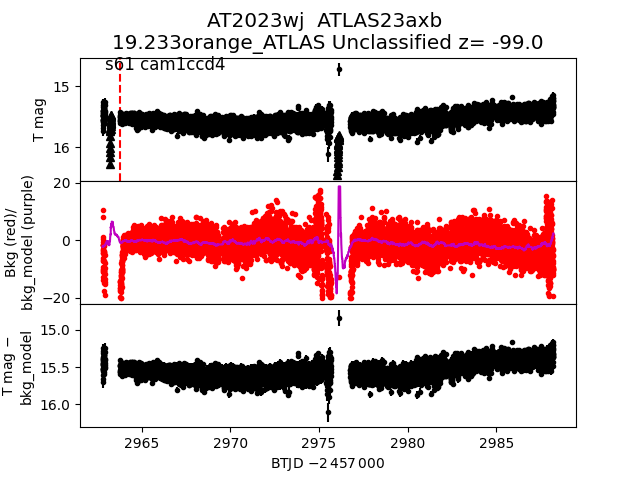 AT2023wj  ATLAS23axb
19.233orange_ATLAS Unclassified z= -99.0
s61 cam1ccd4
T mag
15
16
Bkg (red)/
bkg_model (purple)
20
0
−20
T mag −
bkg_model
15.0
15.5
16.0
2965
2970
2975
2980
2985
BTJD −2 457 000